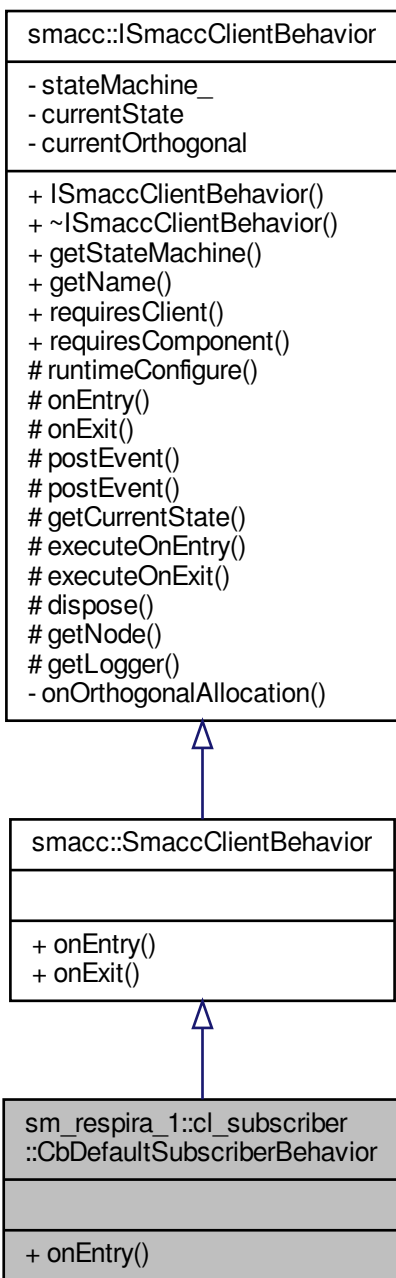 smacc::ISmaccClientBehavior
- stateMachine_
- currentState
- currentOrthogonal
+ ISmaccClientBehavior()
+ ~ISmaccClientBehavior()
+ getStateMachine()
+ getName()
+ requiresClient()
+ requiresComponent()
# runtimeConfigure()
# onEntry()
# onExit()
# postEvent()
# postEvent()
# getCurrentState()
# executeOnEntry()
# executeOnExit()
# dispose()
# getNode()
# getLogger()
- onOrthogonalAllocation()
smacc::SmaccClientBehavior
+ onEntry()
+ onExit()
sm_respira_1::cl_subscriber
::CbDefaultSubscriberBehavior
+ onEntry()